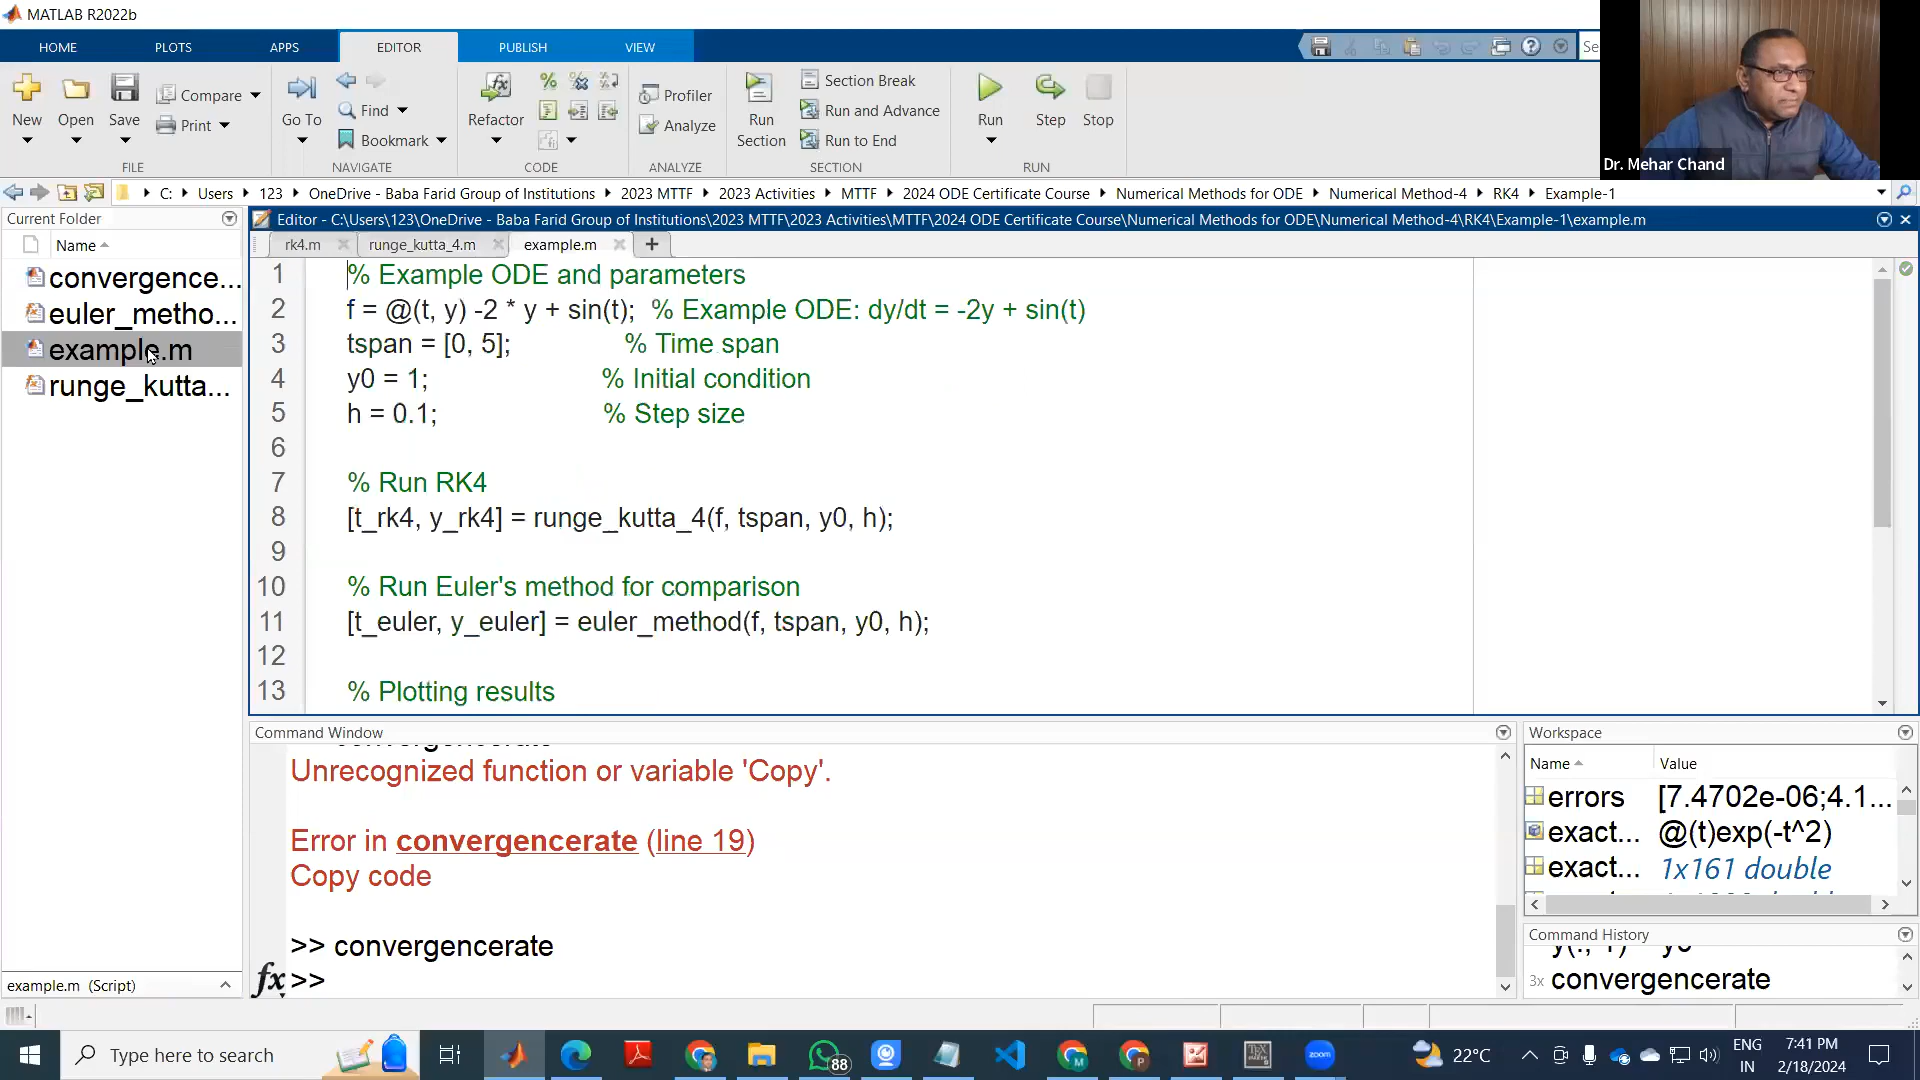 MATLAB R2022b
HOME PLOTS APPS EDITOR PUBLISH VIEW
Se
New Open Save Compare Print
FILE
Go To Find Bookmark
NAVIGATE
Refactor
CODE
Profiler Analyze
ANALYZE
Run Section
Section Break
Run and Advance
Run to End
SECTION
Run Step Stop
RUN
Dr. Mehar Chand
C: Users 123 OneDrive - Baba Farid Group of Institutions 2023 MTTF 2023 Activities MTTF 2024 ODE Certificate Course Numerical Methods for ODE Numerical Method-4 RK4 Example-1
Current Folder
Name
convergence...
euler_metho...
example.m
runge_kutta...
example.m (Script)
Editor - C:\Users\123\OneDrive - Baba Farid Group of Institutions\2023 MTTF\2023 Activities\MTTF\2024 ODE Certificate Course\Numerical Methods for ODE\Numerical Method-4\RK4\Example-1\example.m
rk4.m runge_kutta_4.m example.m
1 % Example ODE and parameters
2 f = @(t, y) -2 * y + sin(t); % Example ODE: dy/dt = -2y + sin(t)
3 tspan = [0, 5]; % Time span
4 y0 = 1; % Initial condition
5 h = 0.1; % Step size
6
7 % Run RK4
8 [t_rk4, y_rk4] = runge_kutta_4(f, tspan, y0, h);
9
10 % Run Euler's method for comparison
11 [t_euler, y_euler] = euler_method(f, tspan, y0, h);
12
13 % Plotting results
Command Window
Unrecognized function or variable 'Copy'.
Error in convergencerate (line 19)
Copy code
>> convergencerate
fx >>
Workspace
Name Value
errors [7.4702e-06;4.1...
exact... @(t)exp(-t^2)
exact... 1x161 double
Command History
3x convergencerate
Type here to search
88
zoom
22°C
ENG
IN
7:41 PM
2/18/2024